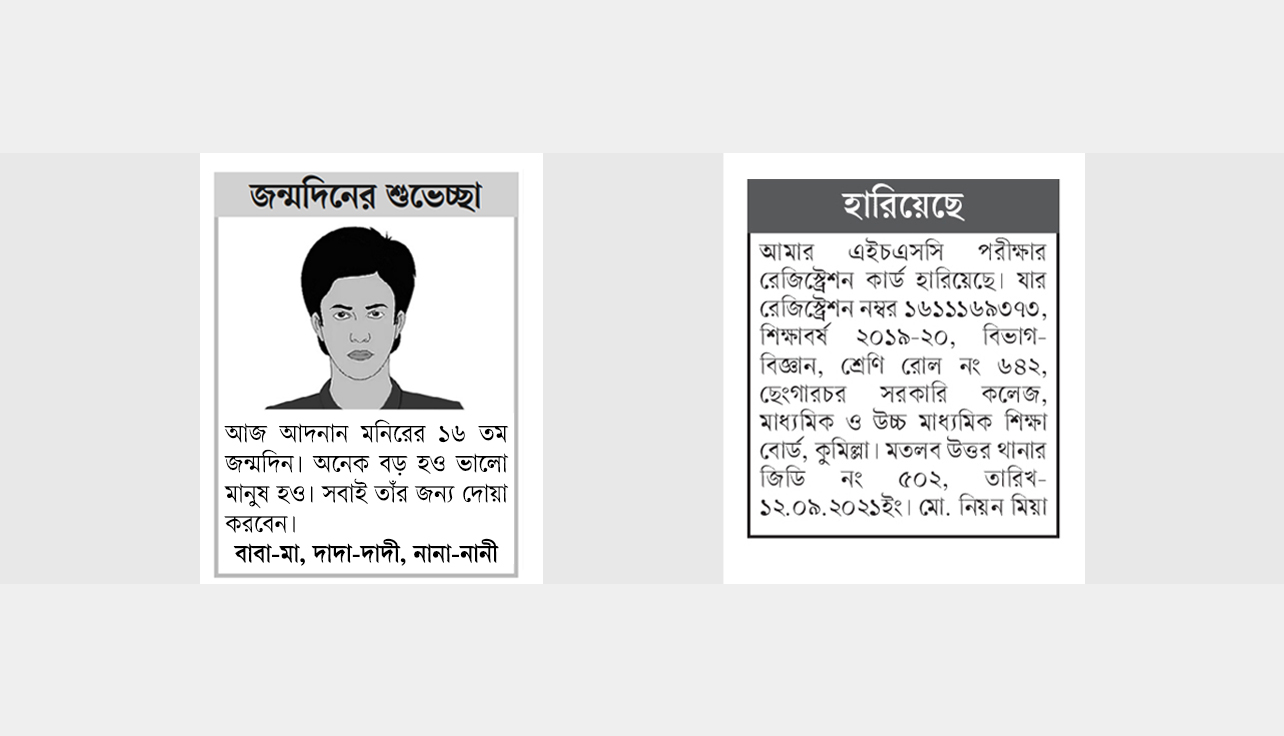 জন্মদিনের শুভেচ্ছা
আজ আদনান মনিরের ১৬ তম
জন্মদিন। অনেক বড় হও ভালো
মানুষ হও। সবাই তাঁর জন্য দোয়া
করবেন।
বাবা-মা, দাদা-দাদী, নানা-নানী
হারিয়েছে
আমার এইচএসসি পরীক্ষার
রেজিস্ট্রেশন কার্ড হারিয়েছে। যার
রেজিস্ট্রেশন নম্বর ১৬১১১৬৯৩৭৩,
শিক্ষাবর্ষ ২০১৯-২০, বিভাগ-
বিজ্ঞান, শ্রেণি রোল নং ৬৪২,
ছেংগারচর সরকারি কলেজ,
মাধ্যমিক ও উচ্চ মাধ্যমিক শিক্ষা
বোর্ড, কুমিল্লা। মতলব উত্তর থানার
জিডি নং ৫০২, তারিখ-
১২.০৯.২০২১ইং। মো. নিয়ন মিয়া